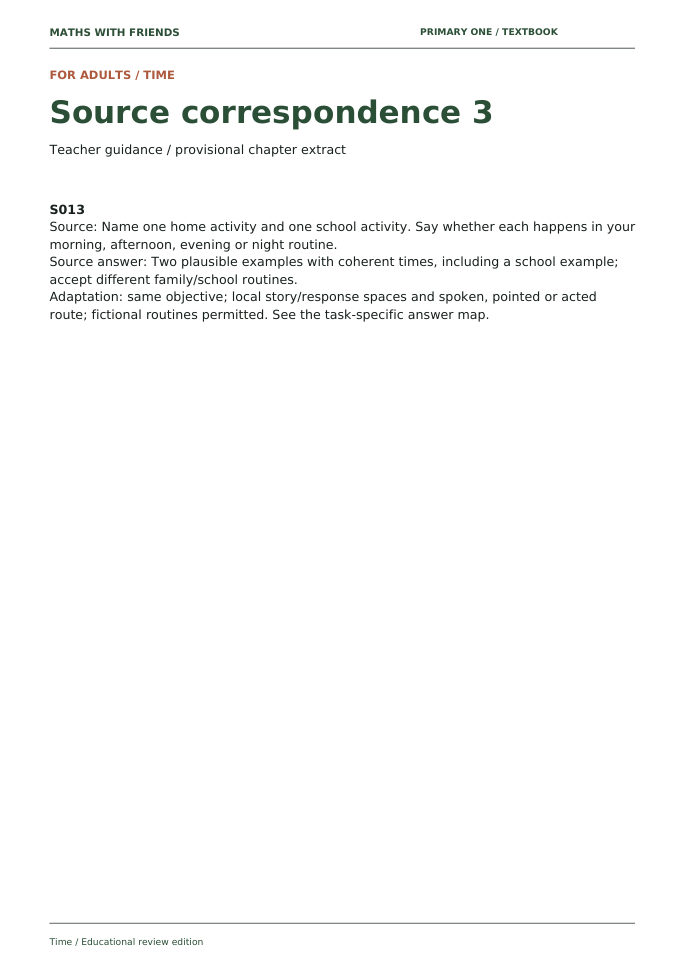 MATHS WITH FRIENDS
PRIMARY ONE / TEXTBOOK
FOR ADULTS / TIME
Source correspondence 3
Teacher guidance / provisional chapter extract
S013
Source: Name one home activity and one school activity. Say whether each happens in your
morning, afternoon, evening or night routine.
Source answer: Two plausible examples with coherent times, including a school example;
accept different family/school routines.
Adaptation: same objective; local story/response spaces and spoken, pointed or acted
route; fictional routines permitted. See the task-specific answer map.
Time / Educational review edition